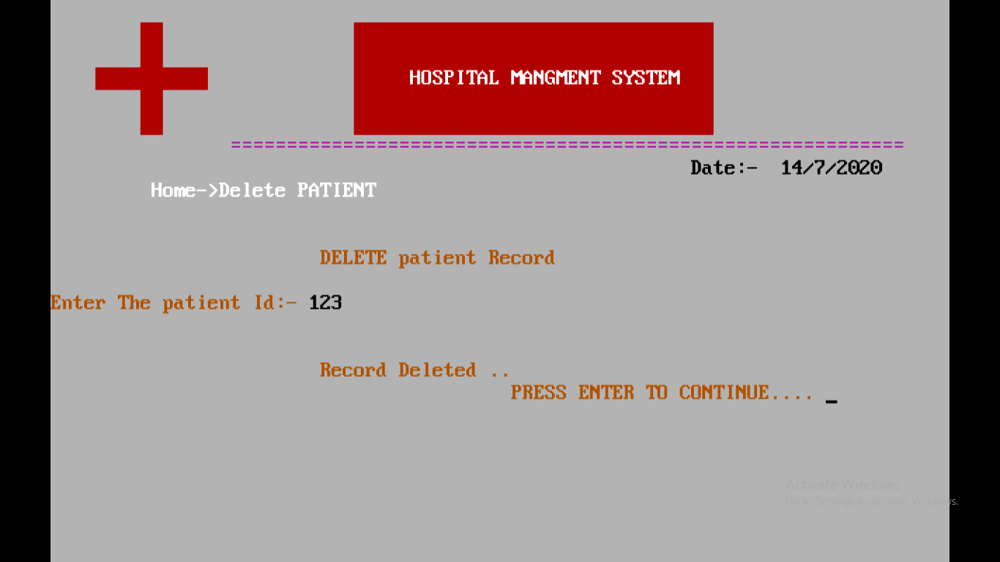 HOSPITAL MANGMENT SYSTEM
============================================================
Date:- 14/7/2020
Home->Delete PATIENT
DELETE patient Record
Enter The patient Id:- 123
Record Deleted ..
PRESS ENTER TO CONTINUE.... _
Activate Windows
Go to Settings to activate Windows.